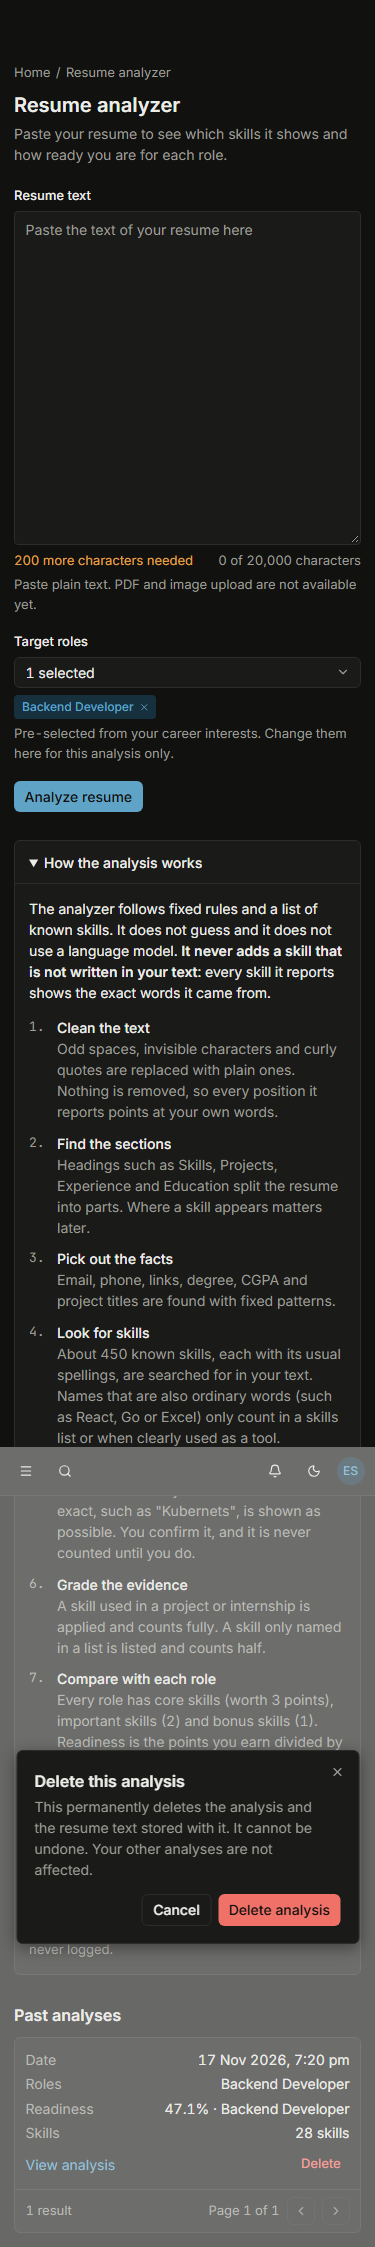 Home / Resume analyzer
Resume analyzer
Paste your resume to see which skills it shows and
how ready you are for each role.
Resume text
Paste the text of your resume here
200 more characters needed 0 of 20,000 characters
Paste plain text. PDF and image upload are not available
yet.
Target roles
1 selected
Backend Developer ×
Pre-selected from your career interests. Change them
here for this analysis only.
Analyze resume
▼ How the analysis works
The analyzer follows fixed rules and a list of
known skills. It does not guess and it does not
use a language model. It never adds a skill that
is not written in your text: every skill it reports
shows the exact words it came from.
1. Clean the text
Odd spaces, invisible characters and curly
quotes are replaced with plain ones.
Nothing is removed, so every position it
reports points at your own words.
2. Find the sections
Headings such as Skills, Projects,
Experience and Education split the resume
into parts. Where a skill appears matters
later.
3. Pick out the facts
Email, phone, links, degree, CGPA and
project titles are found with fixed patterns.
4. Look for skills
About 450 known skills, each with its usual
spellings, are searched for in your text.
Names that are also ordinary words (such
as React, Go or Excel) only count in a skills
list or when clearly used as a tool.
ES
exact, such as "Kubernets", is shown as
possible. You confirm it, and it is never
counted until you do.
6. Grade the evidence
A skill used in a project or internship is
applied and counts fully. A skill only named
in a list is listed and counts half.
7. Compare with each role
Every role has core skills (worth 3 points),
important skills (2) and bonus skills (1).
Readiness is the points you earn divided by
Delete this analysis
This permanently deletes the analysis and
the resume text stored with it. It cannot be
undone. Your other analyses are not
affected.
Cancel Delete analysis
never logged.
Past analyses
Date 17 Nov 2026, 7:20 pm
Roles Backend Developer
Readiness 47.1% · Backend Developer
Skills 28 skills
View analysis Delete
1 result Page 1 of 1